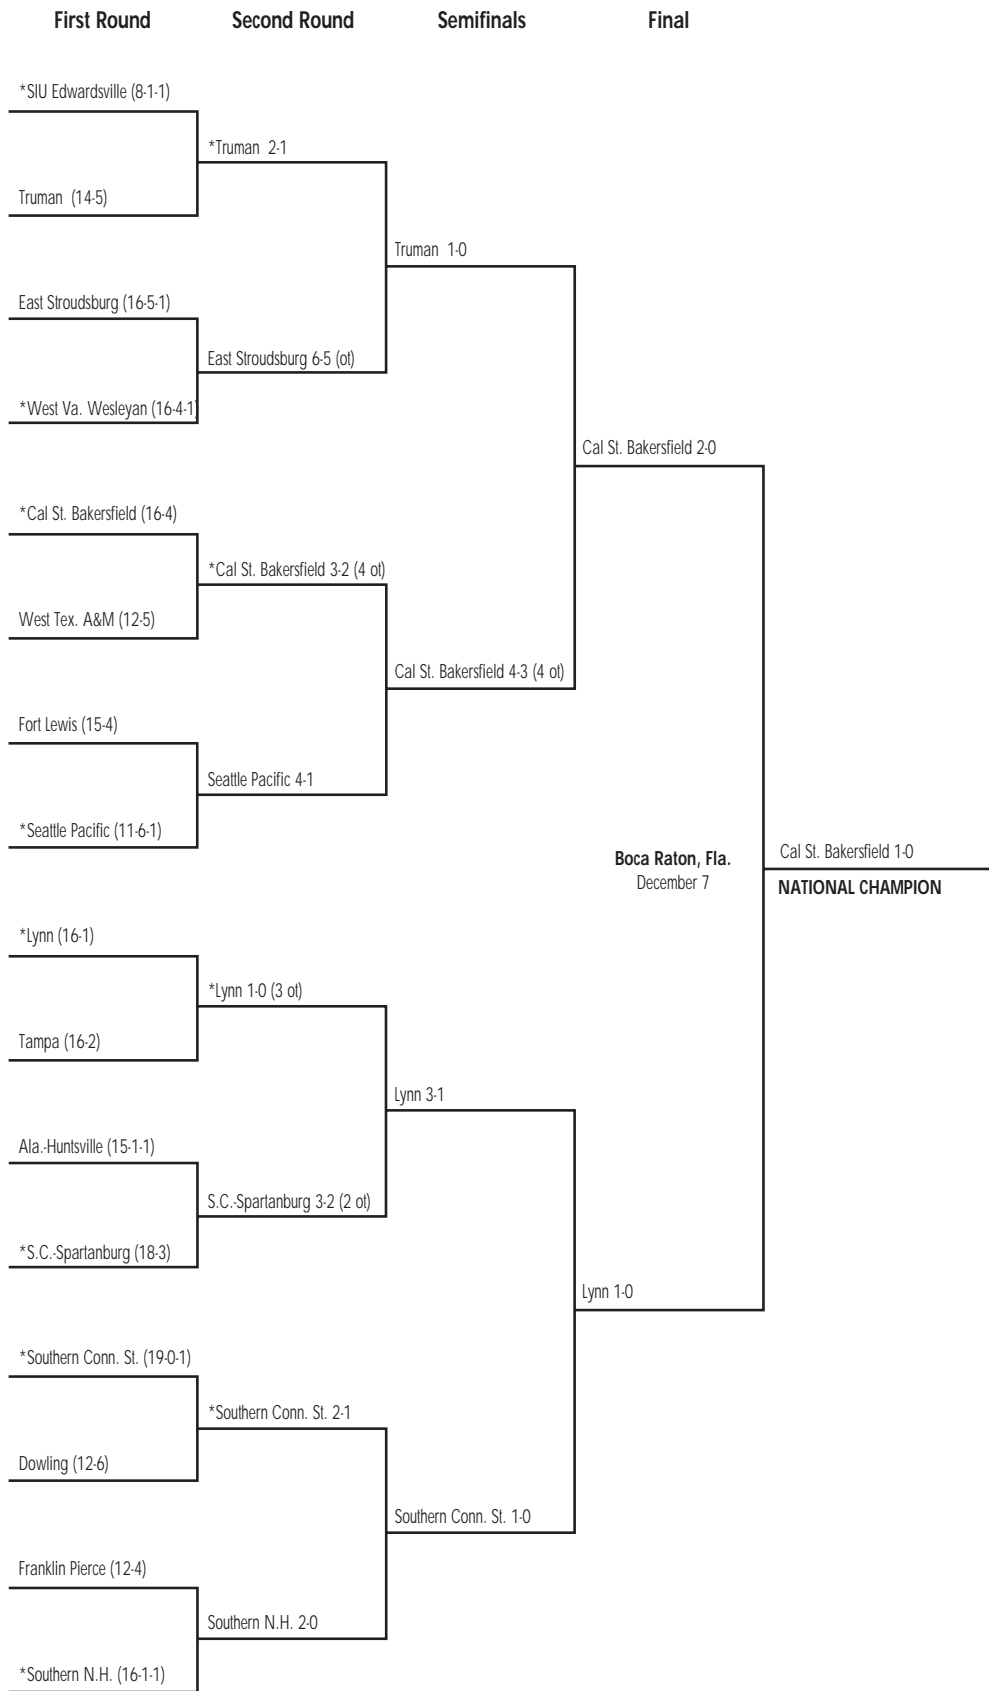 First Round Second Round Semifinals Final
*SIU Edwardsville (8-1-1)
*Truman 2-1
Truman (14-5)
Truman 1-0
East Stroudsburg (16-5-1)
East Stroudsburg 6-5 (ot)
*West Va. Wesleyan (16-4-1)
Cal St. Bakersfield 2-0
*Cal St. Bakersfield (16-4)
*Cal St. Bakersfield 3-2 (4 ot)
West Tex. A&M (12-5)
Cal St. Bakersfield 4-3 (4 ot)
Fort Lewis (15-4)
Seattle Pacific 4-1
*Seattle Pacific (11-6-1)
Boca Raton, Fla.
December 7
Cal St. Bakersfield 1-0
NATIONAL CHAMPION
*Lynn (16-1)
*Lynn 1-0 (3 ot)
Tampa (16-2)
Lynn 3-1
Ala.-Huntsville (15-1-1)
S.C.-Spartanburg 3-2 (2 ot)
*S.C.-Spartanburg (18-3)
Lynn 1-0
*Southern Conn. St. (19-0-1)
*Southern Conn. St. 2-1
Dowling (12-6)
Southern Conn. St. 1-0
Franklin Pierce (12-4)
Southern N.H. 2-0
*Southern N.H. (16-1-1)